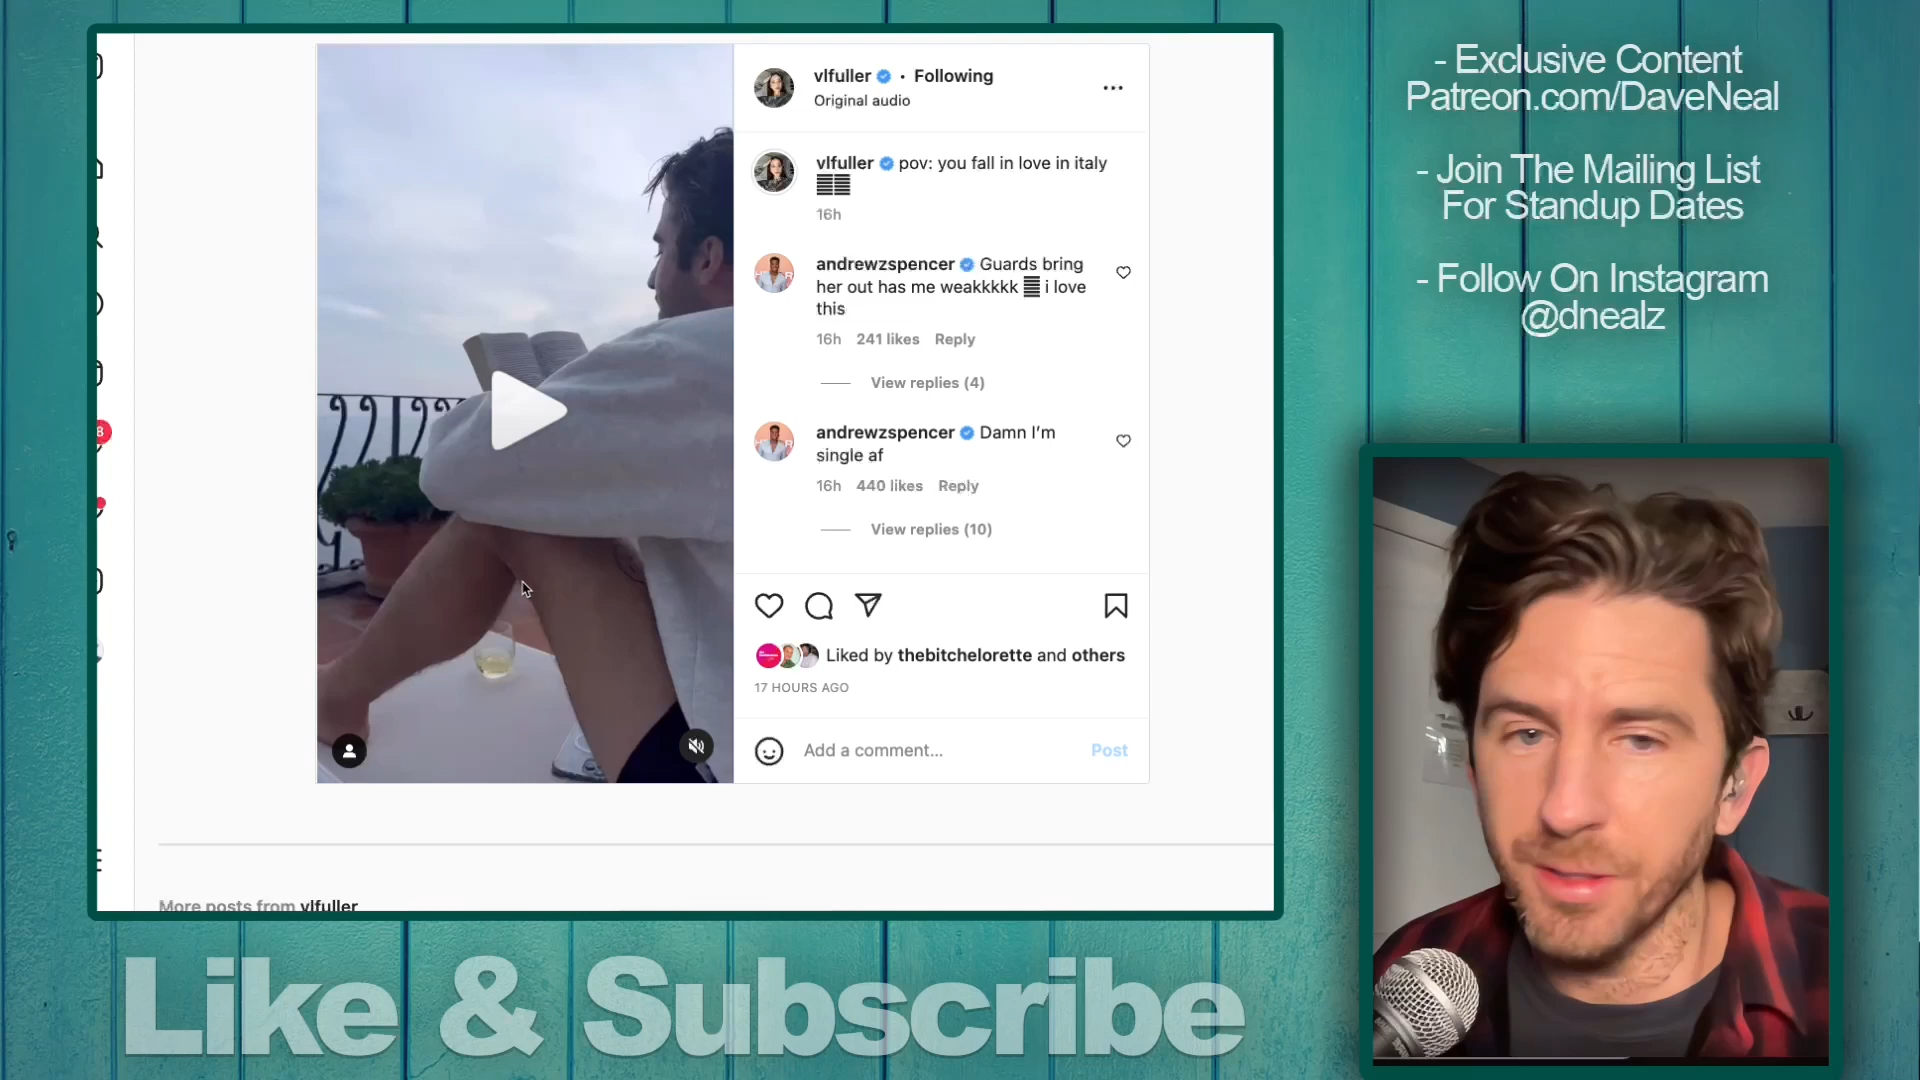 - Exclusive Content
Patreon.com/DaveNeal
- Join The Mailing List
For Standup Dates
- Follow On Instagram
@dnealz
vlfuller • Following
Original audio
vlfuller pov: you fall in love in italy
16h
andrewzspencer Guards bring
her out has me weakkkkk i love
this
16h 241 likes Reply
View replies (4)
andrewzspencer Damn I'm
single af
16h 440 likes Reply
View replies (10)
Liked by thebitchelorette and others
17 HOURS AGO
Add a comment... Post
8
More posts from vlfuller
Like & Subscribe